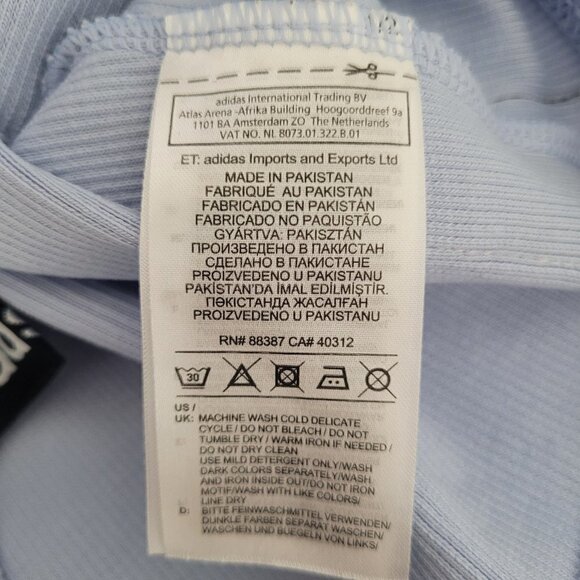 1/2
adidas International Trading BV
Atlas Arena -Afrika Building Hoogoorddreef 9a
1101 BA Amsterdam ZO The Netherlands
VAT NO. NL 8073.01.322.B.01
ET: adidas Imports and Exports Ltd
MADE IN PAKISTAN
FABRIQUÉ AU PAKISTAN
FABRICADO EN PAKISTÁN
FABRICADO NO PAQUISTÃO
GYÁRTVA: PAKISZTÁN
ПРОИЗВЕДЕНО В ПАКИСТАН
СДЕЛАНО В ПАКИСТАНЕ
PROIZVEDENO U PAKISTANU
PAKİSTAN'DA İMAL EDİLMİŞTİR.
ПӘКІСТАНДА ЖАСАЛҒАН
PROIZVEDENO U PAKISTANU
RN# 88387 CA# 40312
30
US /
UK: MACHINE WASH COLD DELICATE
CYCLE / DO NOT BLEACH / DO NOT
TUMBLE DRY / WARM IRON IF NEEDED /
DO NOT DRY CLEAN
USE MILD DETERGENT ONLY/WASH
DARK COLORS SEPARATELY/WASH
AND IRON INSIDE OUT/DO NOT IRON
MOTIF/WASH WITH LIKE COLORS/
LINE DRY
D: BITTE FEINWASCHMITTEL VERWENDEN/
DUNKLE FARBEN SEPARAT WASCHEN/
WASCHEN UND BUEGELN VON LINKS/